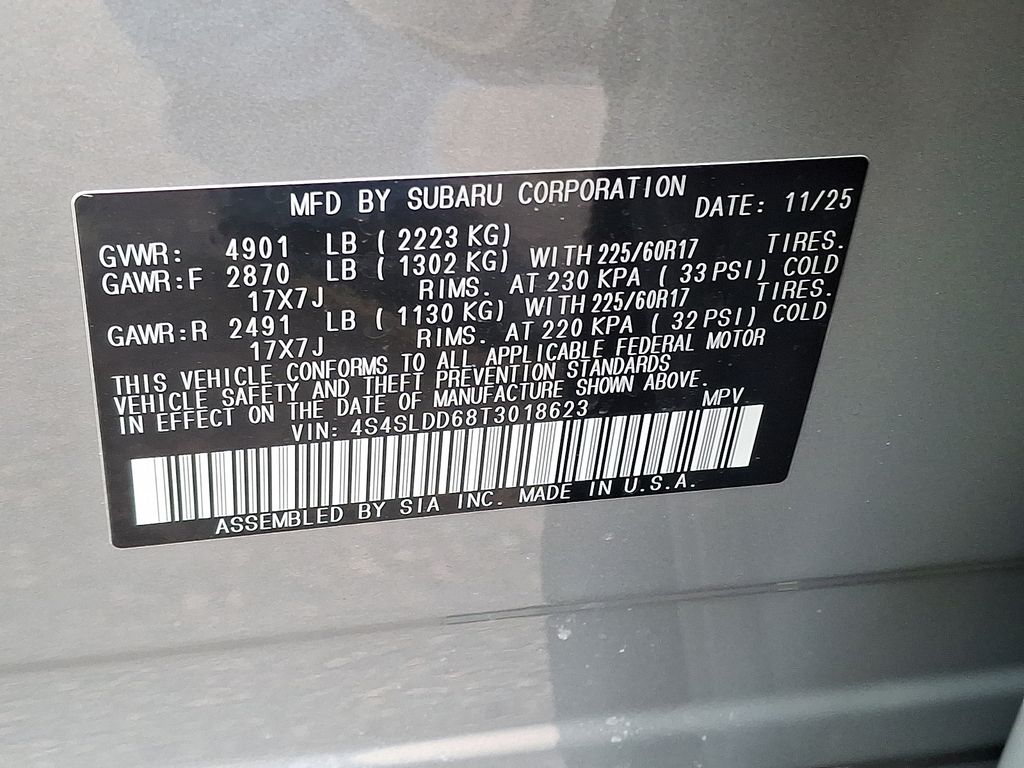 MFD BY SUBARU CORPORATION DATE: 11/25
GVWR: 4901 LB ( 2223 KG)
GAWR:F 2870 LB ( 1302 KG) WITH 225/60R17 TIRES.
17X7J RIMS. AT 230 KPA ( 33 PSI) COLD
GAWR:R 2491 LB ( 1130 KG) WITH 225/60R17 TIRES.
17X7J RIMS. AT 220 KPA ( 32 PSI) COLD
THIS VEHICLE CONFORMS TO ALL APPLICABLE FEDERAL MOTOR
VEHICLE SAFETY AND THEFT PREVENTION STANDARDS
IN EFFECT ON THE DATE OF MANUFACTURE SHOWN ABOVE.
VIN: 4S4SLDD68T3018623 MPV
ASSEMBLED BY SIA INC. MADE IN U.S.A.